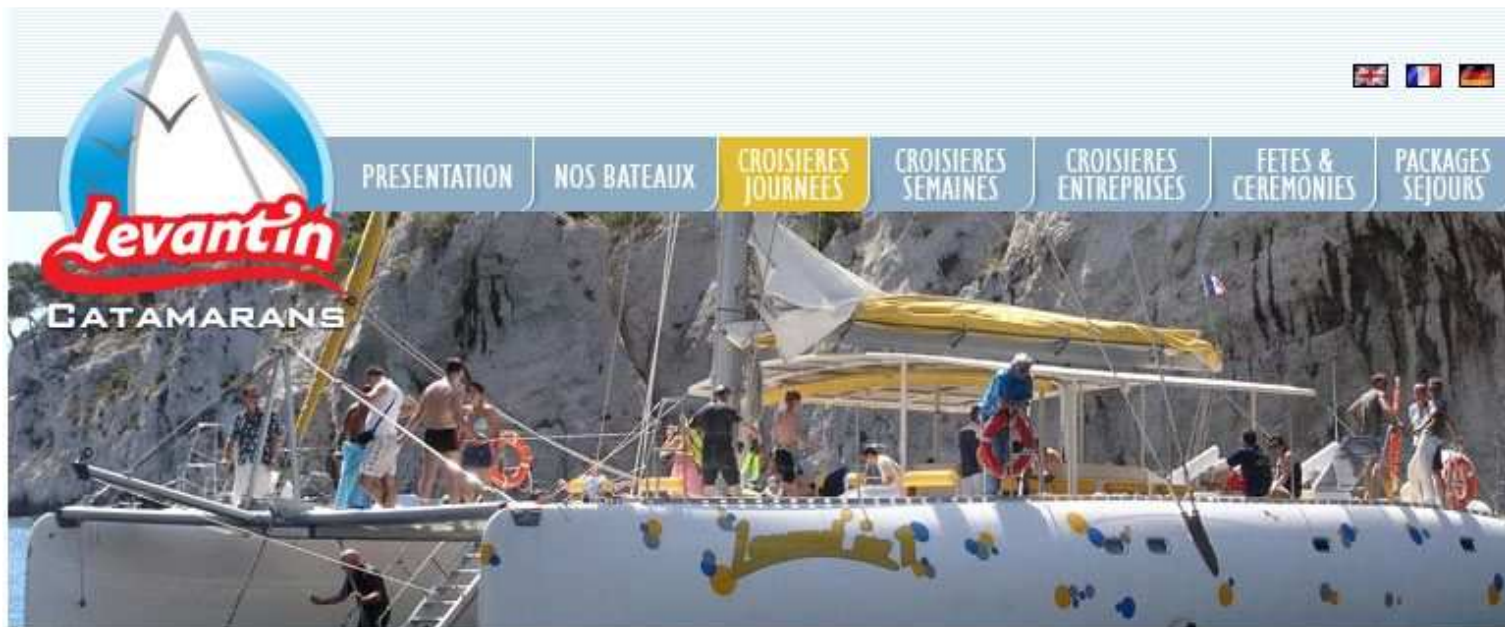 PRESENTATION
NOS BATEAUX
CROISIERES
JOURNEES
CROISIERES
SEMAINES
CROISIERES
ENTREPRISES
FETES &
CEREMONIES
PACKAGES
SEJOURS
Levantin
CATAMARANS